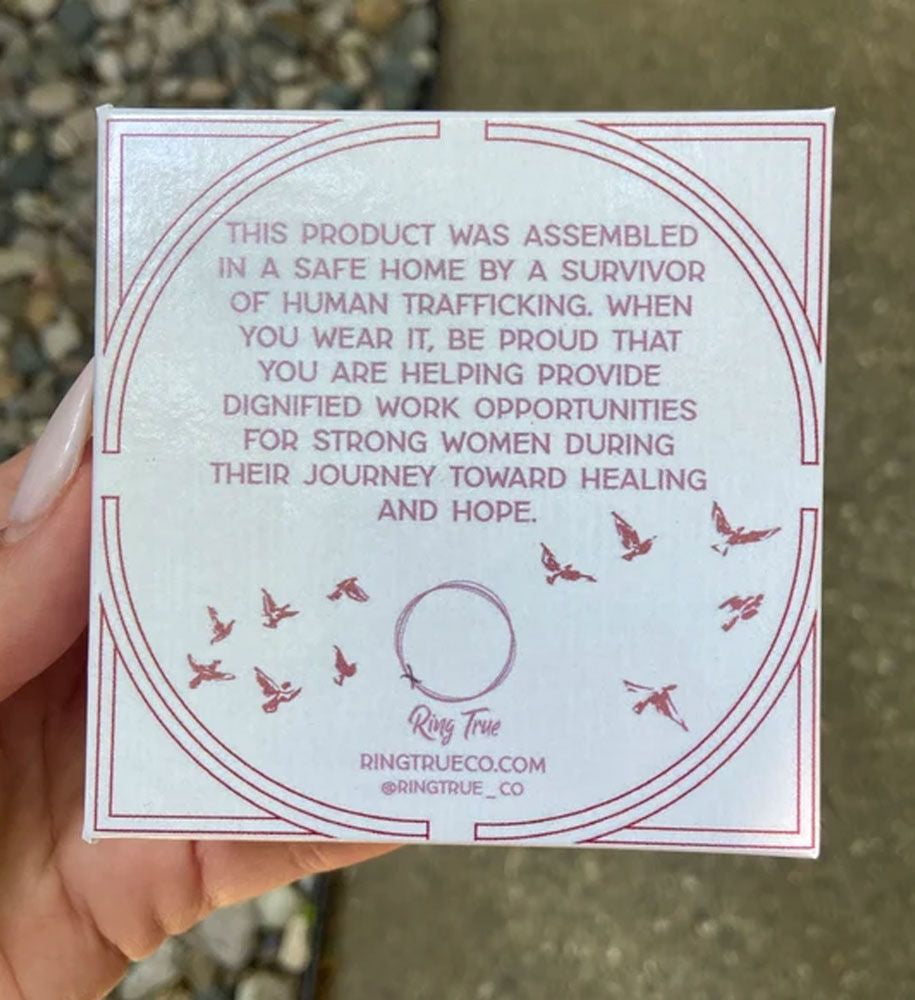 THIS PRODUCT WAS ASSEMBLED
IN A SAFE HOME BY A SURVIVOR
OF HUMAN TRAFFICKING. WHEN
YOU WEAR IT, BE PROUD THAT
YOU ARE HELPING PROVIDE
DIGNIFIED WORK OPPORTUNITIES
FOR STRONG WOMEN DURING
THEIR JOURNEY TOWARD HEALING
AND HOPE.
Ring True
RINGTRUECO.COM
@RINGTRUE_CO